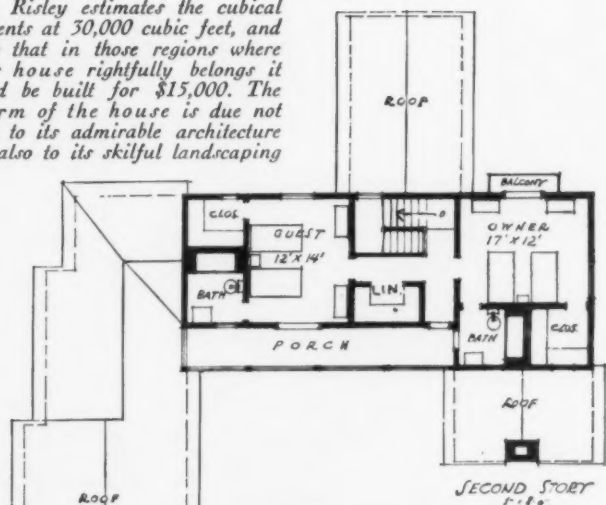 Risley estimates the cubical
ents at 30,000 cubic feet, and
that in those regions where
house rightfully belongs it
d be built for $15,000. The
rm of the house is due not
to its admirable architecture
also to its skilful landscaping
ROOF
BALCONY
CLOS.
GUEST
12' X 14'
OWNER
17' X 12'
LIN.
BATH
BATH
CLOS.
PORCH
ROOF
SECOND STORY
ROOF